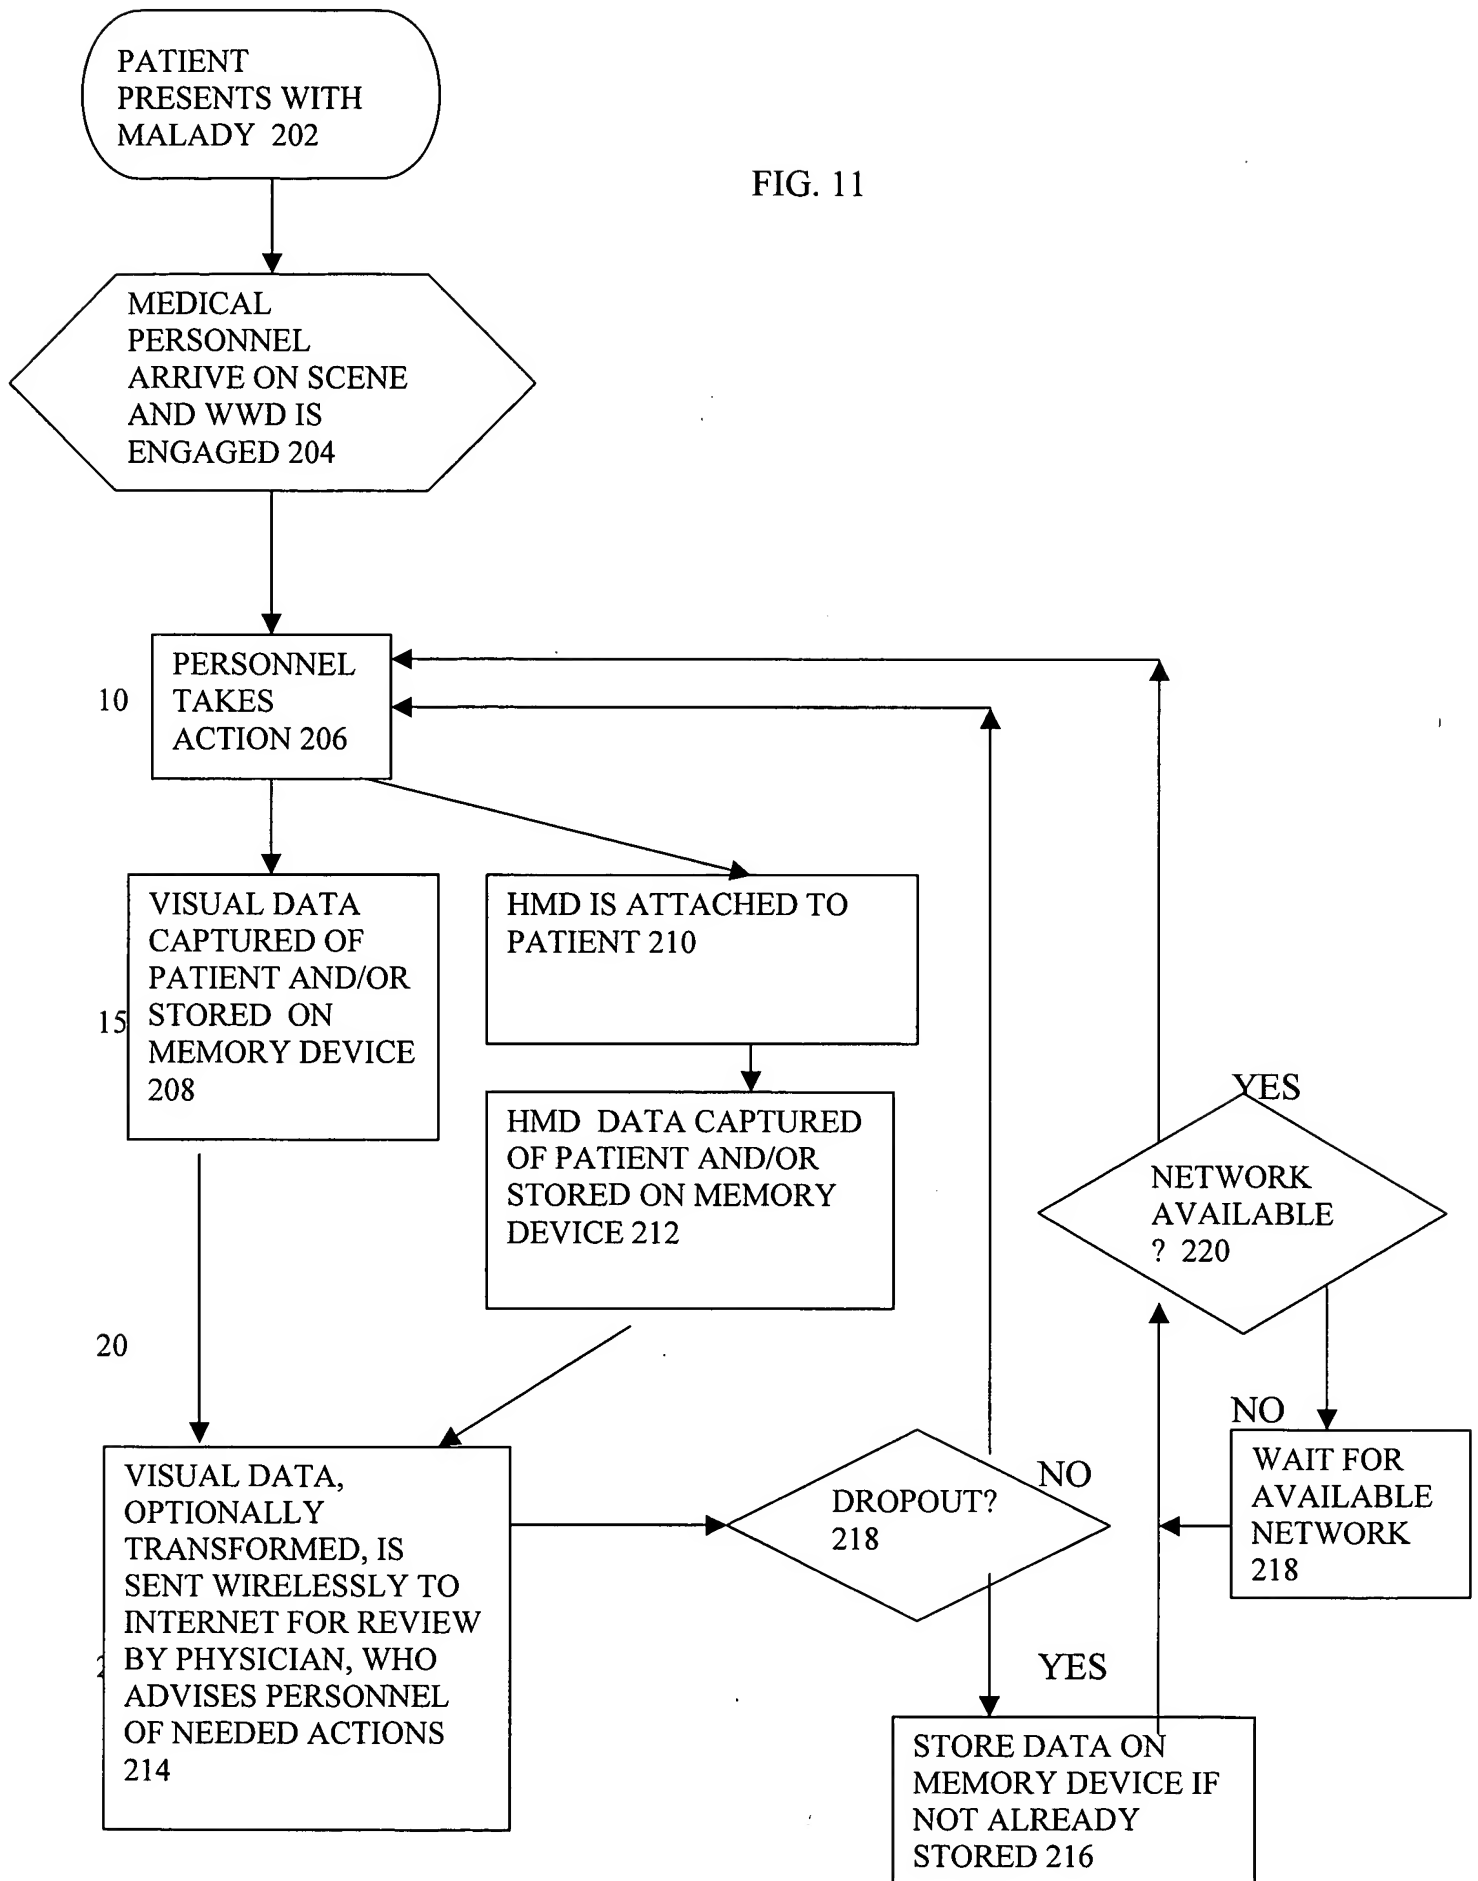 PATIENT
PRESENTS WITH
MALADY 202
FIG. 11
MEDICAL
PERSONNEL
ARRIVE ON SCENE
AND WWD IS
ENGAGED 204
PERSONNEL
TAKES
ACTION 206
10
VISUAL DATA
CAPTURED OF
PATIENT AND/OR
STORED ON
MEMORY DEVICE
208
15
HMD IS ATTACHED TO
PATIENT 210
HMD DATA CAPTURED
OF PATIENT AND/OR
STORED ON MEMORY
DEVICE 212
YES
NETWORK
AVAILABLE
? 220
20
NO
WAIT FOR
AVAILABLE
NETWORK
218
VISUAL DATA,
OPTIONALLY
TRANSFORMED, IS
SENT WIRELESSLY TO
INTERNET FOR REVIEW
BY PHYSICIAN, WHO
ADVISES PERSONNEL
OF NEEDED ACTIONS
214
DROPOUT?
218
NO
YES
STORE DATA ON
MEMORY DEVICE IF
NOT ALREADY
STORED 216